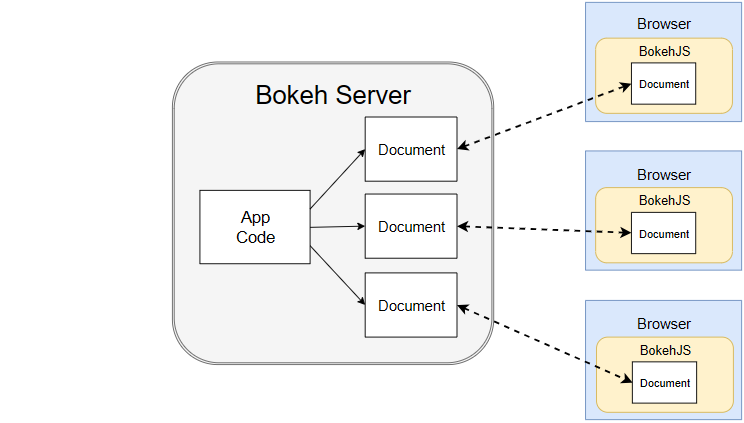 Bokeh Server
App
Code
Document
Document
Document
Browser
BokehJS
Document
Browser
BokehJS
Document
Browser
BokehJS
Document